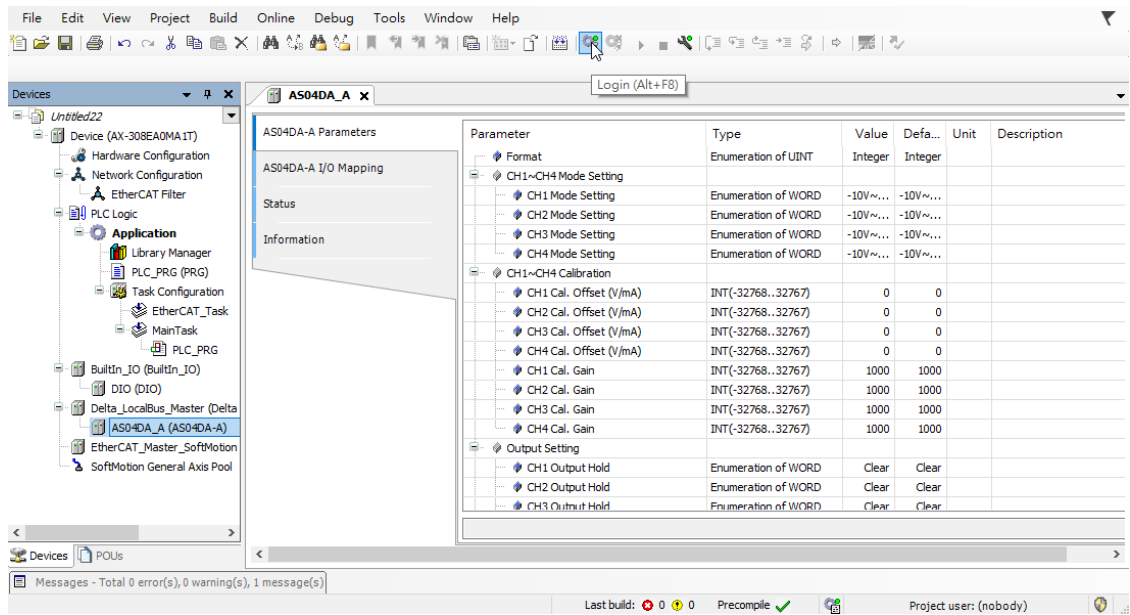 File Edit View Project Build Online Debug Tools Window Help
Login (Alt+F8)
Devices
AS04DA_A
Untitled22
Device (AX-308EA0MA1T)
Hardware Configuration
Network Configuration
EtherCAT Filter
PLC Logic
Application
Library Manager
PLC_PRG (PRG)
Task Configuration
EtherCAT_Task
MainTask
PLC_PRG
BuiltIn_IO (BuiltIn_IO)
DIO (DIO)
Delta_LocalBus_Master (Delta
AS04DA_A (AS04DA-A)
EtherCAT_Master_SoftMotion
SoftMotion General Axis Pool
Devices POUs
AS04DA-A Parameters
AS04DA-A I/O Mapping
Status
Information
Parameter Type Value Defa... Unit Description
Format Enumeration of UINT Integer Integer
CH1~CH4 Mode Setting
CH1 Mode Setting Enumeration of WORD -10V~... -10V~...
CH2 Mode Setting Enumeration of WORD -10V~... -10V~...
CH3 Mode Setting Enumeration of WORD -10V~... -10V~...
CH4 Mode Setting Enumeration of WORD -10V~... -10V~...
CH1~CH4 Calibration
CH1 Cal. Offset (V/mA) INT(-32768..32767) 0 0
CH2 Cal. Offset (V/mA) INT(-32768..32767) 0 0
CH3 Cal. Offset (V/mA) INT(-32768..32767) 0 0
CH4 Cal. Offset (V/mA) INT(-32768..32767) 0 0
CH1 Cal. Gain INT(-32768..32767) 1000 1000
CH2 Cal. Gain INT(-32768..32767) 1000 1000
CH3 Cal. Gain INT(-32768..32767) 1000 1000
CH4 Cal. Gain INT(-32768..32767) 1000 1000
Output Setting
CH1 Output Hold Enumeration of WORD Clear Clear
CH2 Output Hold Enumeration of WORD Clear Clear
CH3 Output Hold Enumeration of WORD Clear Clear
Messages - Total 0 error(s), 0 warning(s), 1 message(s)
Last build: 0 0 Precompile Project user: (nobody)